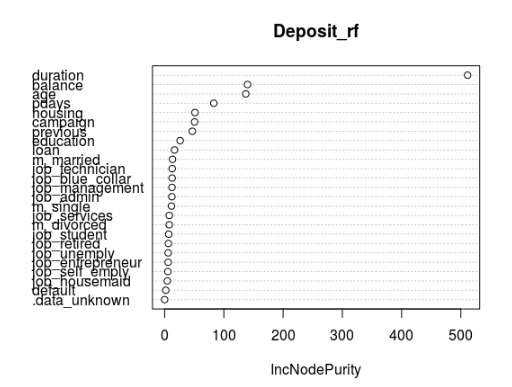 Deposit_rf
duration
balance
age
pdays
housing
campaign
previous
education
loan
m_married
job_technician
job_blue_collar
job_management
job_admin
m_single
job_services
m_divorced
job_student
job_retired
job_unemply
job_entrepreneur
job_self_emply
job_housemaid
default
.data_unknown
0 100 200 300 400 500
IncNodePurity